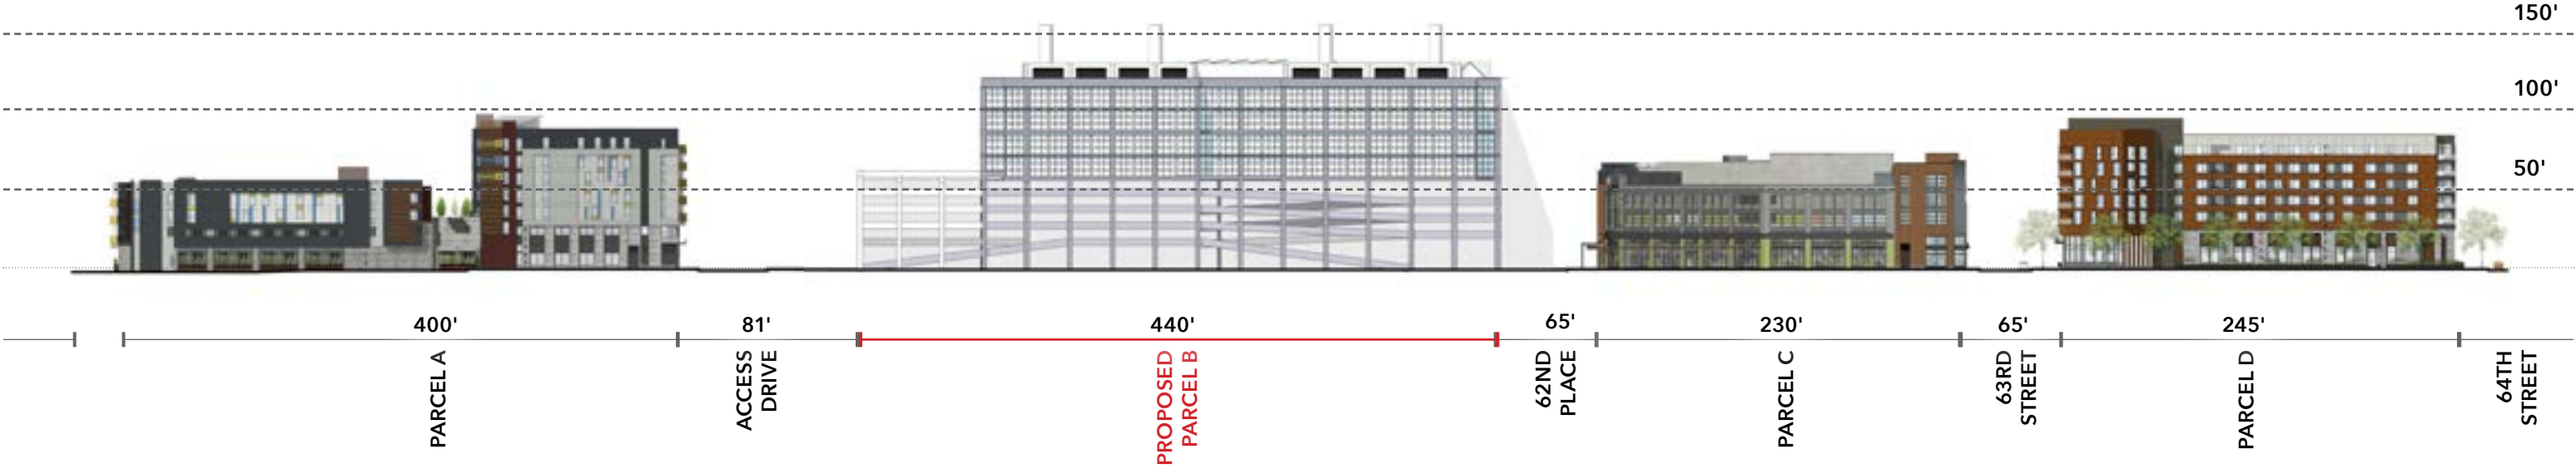 150'
100'
50'
400'
81'
440'
65'
230'
65'
245'
PARCEL A
ACCESS
DRIVE
PROPOSED
PARCEL B
62ND
PLACE
PARCEL C
63RD
STREET
PARCEL D
64TH
STREET